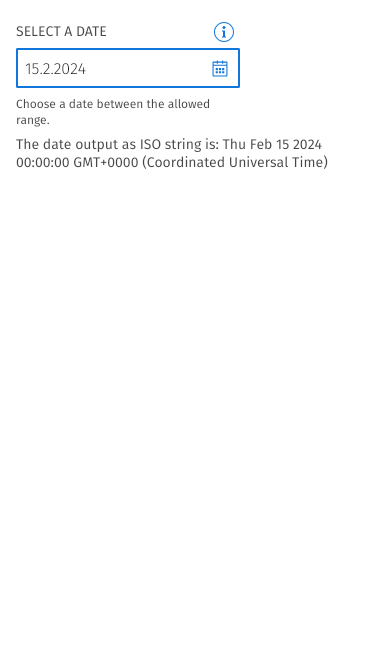 SELECT A DATE
15.2.2024
Choose a date between the allowed
range.
The date output as ISO string is: Thu Feb 15 2024
00:00:00 GMT+0000 (Coordinated Universal Time)